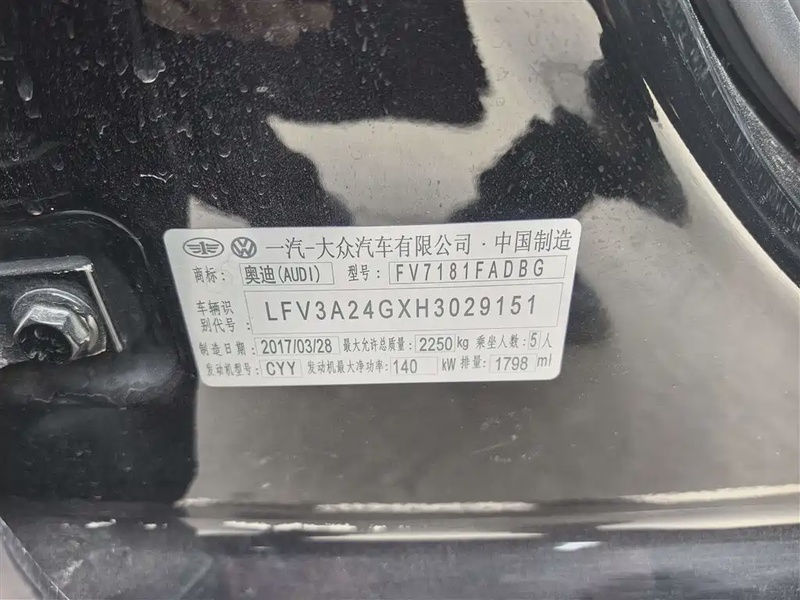 一汽-大众汽车有限公司·中国制造
商标: 奥迪(AUDI) 型号: FV7181FADBG
车辆识
别代号: LFV3A24GXH3029151
制造日期: 2017/03/28 最大允许总质量: 2250 kg 乘坐人数: 5 人
发动机型号: CYY 发动机最大净功率: 140 kW 排量: 1798 ml